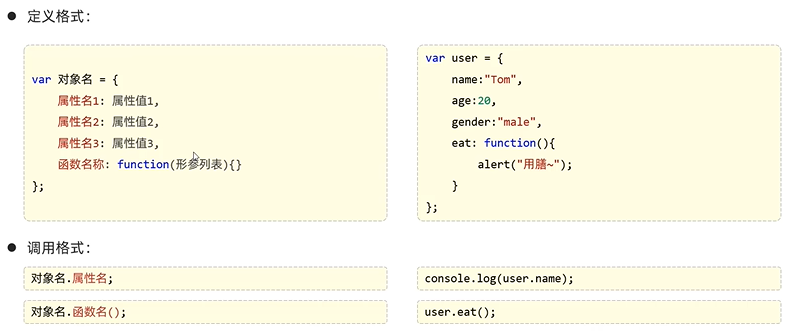 定义格式：
var 对象名 = {
属性名1: 属性值1,
属性名2: 属性值2,
属性名3: 属性值3,
函数名称: function(形参列表){}
};
var user = {
name:"Tom",
age:20,
gender:"male",
eat: function(){
alert("用膳~");
}
};
调用格式：
对象名.属性名;
console.log(user.name);
对象名.函数名();
user.eat();